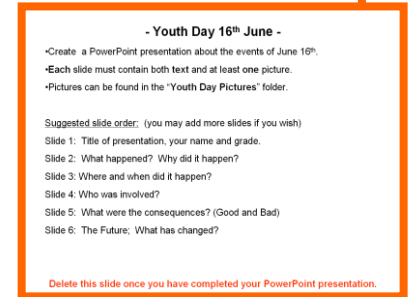 - Youth Day 16th June -
•Create a PowerPoint presentation about the events of June 16th.
•Each slide must contain both text and at least one picture.
•Pictures can be found in the “Youth Day Pictures” folder.
Suggested slide order: (you may add more slides if you wish)
Slide 1: Title of presentation, your name and grade.
Slide 2: What happened? Why did it happen?
Slide 3: Where and when did it happen?
Slide 4: Who was involved?
Slide 5: What were the consequences? (Good and Bad)
Slide 6: The Future; What has changed?
Delete this slide once you have completed your PowerPoint presentation.